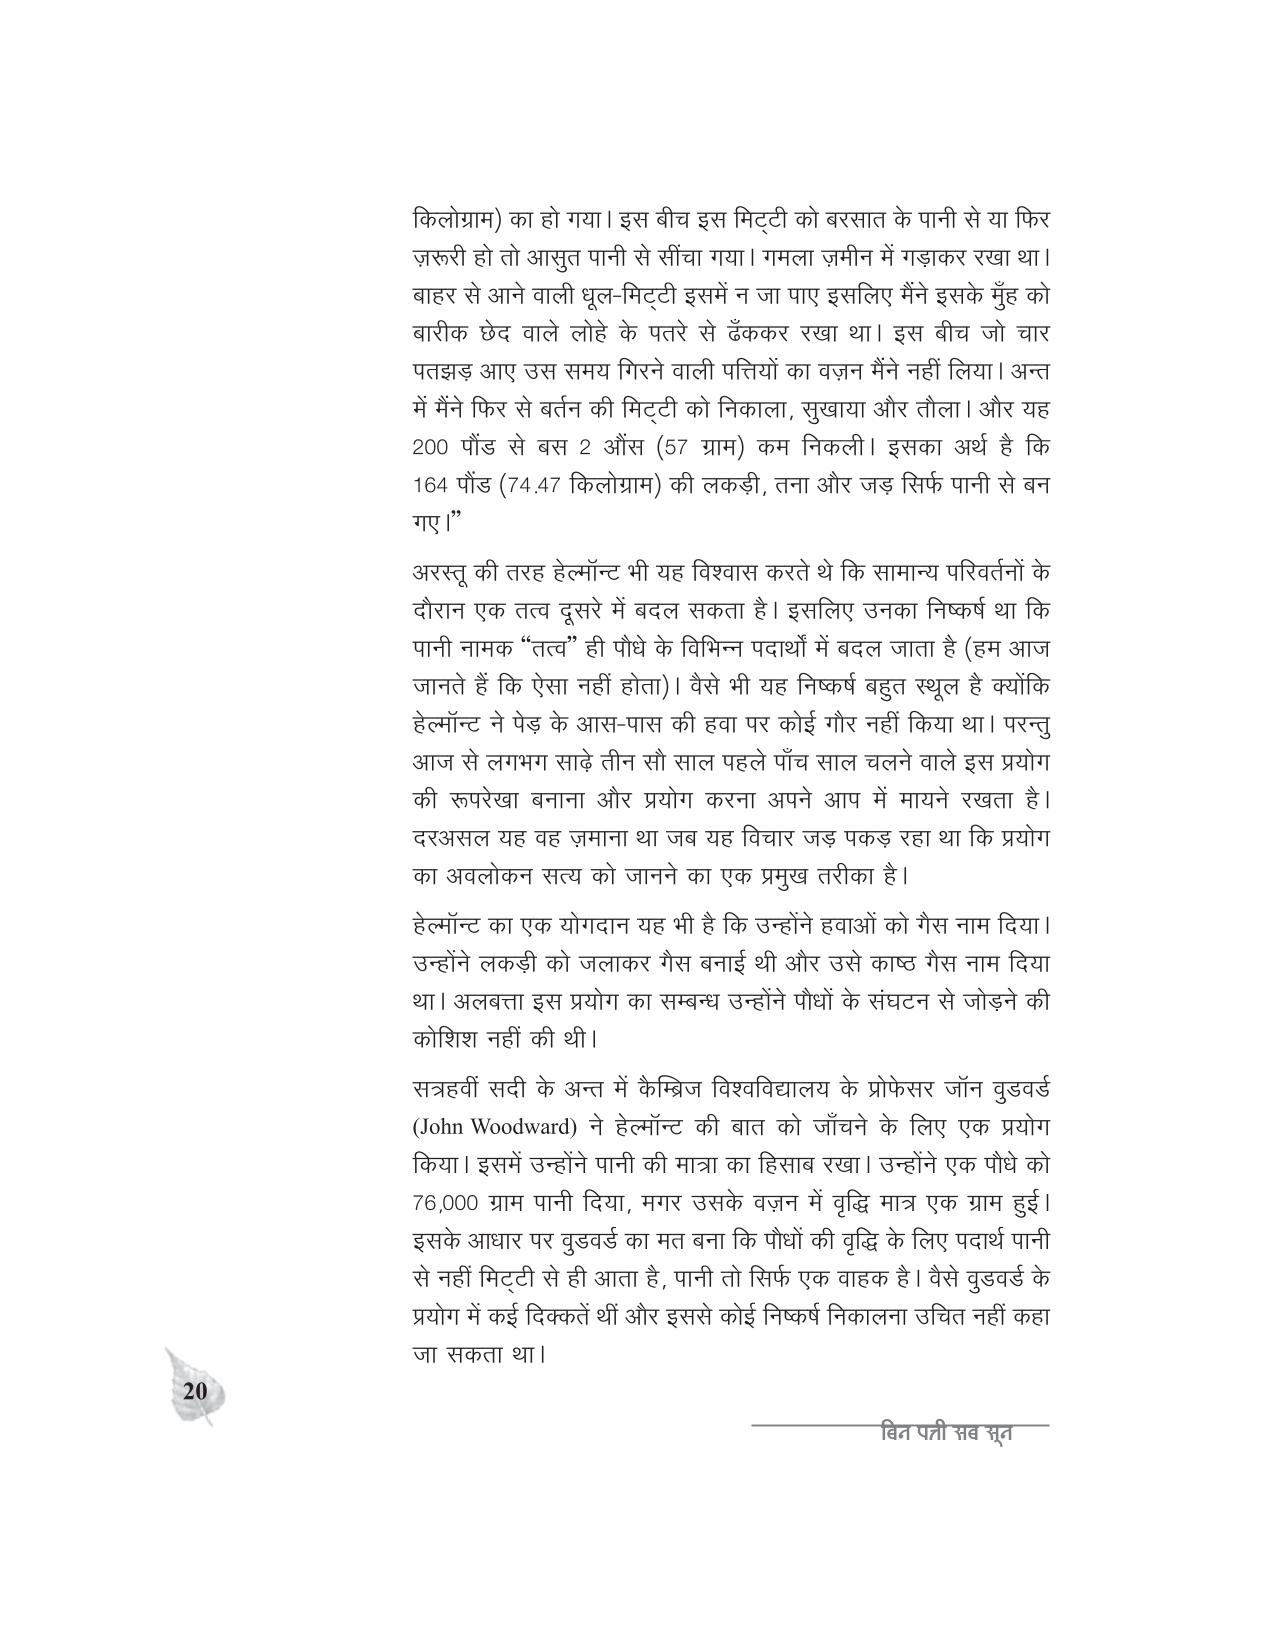 किलोग्राम) का हो गया। इस बीच इस मिट्टी को बरसात के पानी से या फिर
ज़रूरी हो तो आसुत पानी से सींचा गया। गमला ज़मीन में गड़ाकर रखा था।
बाहर से आने वाली धूल-मिट्टी इसमें न जा पाए इसलिए मैंने इसके मुँह को
बारीक छेद वाले लोहे के पतरे से ढँककर रखा था। इस बीच जो चार
पतझड़ आए उस समय गिरने वाली पत्तियों का वज़न मैंने नहीं लिया। अन्त
में मैंने फिर से बर्तन की मिट्टी को निकाला, सुखाया और तौला। और यह
200 पौंड से बस 2 औंस (57 ग्राम) कम निकली। इसका अर्थ है कि
164 पौंड (74.47 किलोग्राम) की लकड़ी, तना और जड़ सिर्फ पानी से बन
गए।”
अरस्तू की तरह हेल्मॉन्ट भी यह विश्वास करते थे कि सामान्य परिवर्तनों के
दौरान एक तत्व दूसरे में बदल सकता है। इसलिए उनका निष्कर्ष था कि
पानी नामक “तत्व” ही पौधे के विभिन्न पदार्थों में बदल जाता है (हम आज
जानते हैं कि ऐसा नहीं होता)। वैसे भी यह निष्कर्ष बहुत स्थूल है क्योंकि
हेल्मॉन्ट ने पेड़ के आस-पास की हवा पर कोई गौर नहीं किया था। परन्तु
आज से लगभग साढ़े तीन सौ साल पहले पाँच साल चलने वाले इस प्रयोग
की रूपरेखा बनाना और प्रयोग करना अपने आप में मायने रखता है।
दरअसल यह वह ज़माना था जब यह विचार जड़ पकड़ रहा था कि प्रयोग
का अवलोकन सत्य को जानने का एक प्रमुख तरीका है।
हेल्मॉन्ट का एक योगदान यह भी है कि उन्होंने हवाओं को गैस नाम दिया।
उन्होंने लकड़ी को जलाकर गैस बनाई थी और उसे काष्ठ गैस नाम दिया
था। अलबत्ता इस प्रयोग का सम्बन्ध उन्होंने पौधों के संघटन से जोड़ने की
कोशिश नहीं की थी।
सत्रहवीं सदी के अन्त में कैम्ब्रिज विश्वविद्यालय के प्रोफेसर जॉन वुडवर्ड
(John Woodward) ने हेल्मॉन्ट की बात को जाँचने के लिए एक प्रयोग
किया। इसमें उन्होंने पानी की मात्रा का हिसाब रखा। उन्होंने एक पौधे को
76,000 ग्राम पानी दिया, मगर उसके वज़न में वृद्धि मात्र एक ग्राम हुई।
इसके आधार पर वुडवर्ड का मत बना कि पौधों की वृद्धि के लिए पदार्थ पानी
से नहीं मिट्टी से ही आता है, पानी तो सिर्फ एक वाहक है। वैसे वुडवर्ड के
प्रयोग में कई दिक्कतें थीं और इससे कोई निष्कर्ष निकालना उचित नहीं कहा
जा सकता था।
20
बिन पत्ती सब सून